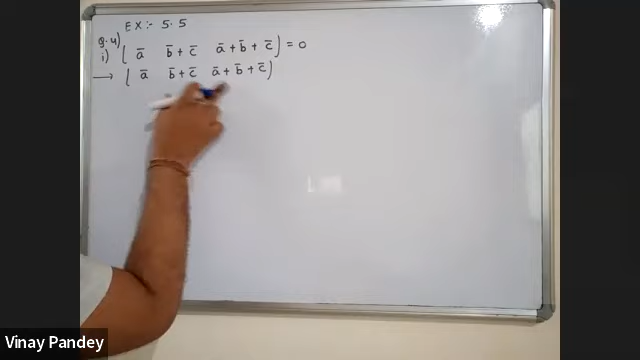 EX:- 5.5
Q.4)
i) [ a̅  b̅ + c̅  a̅ + b̅ + c̅ ] = 0
→ [ a̅  b̅ + c̅  a̅ + b̅ + c̅ ]
Vinay Pandey